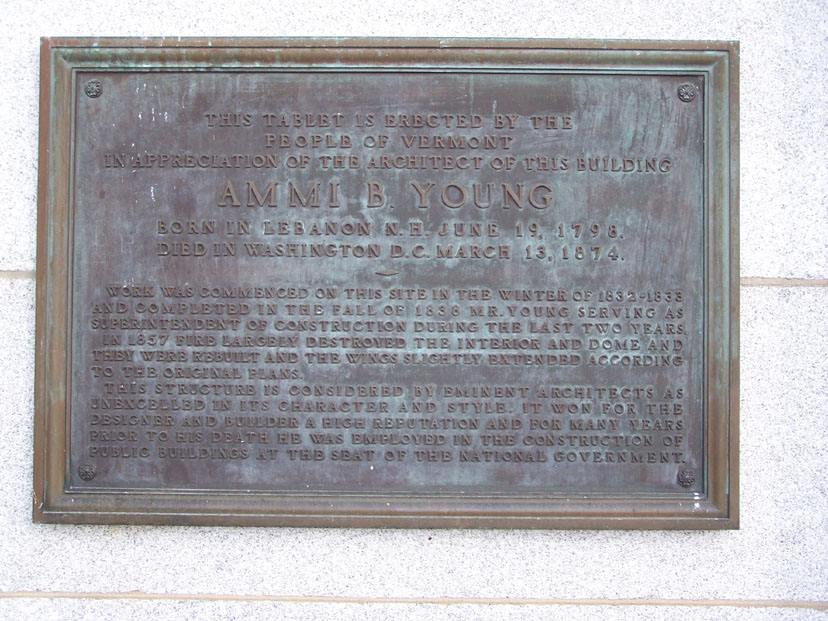 THIS TABLET IS ERECTED BY THE
PEOPLE OF VERMONT
IN APPRECIATION OF THE ARCHITECT OF THIS BUILDING
AMMI B. YOUNG
BORN IN LEBANON N.H. JUNE 19, 1798.
DIED IN WASHINGTON D.C. MARCH 13, 1874.
WORK WAS COMMENCED ON THIS SITE IN THE WINTER OF 1832-1833
AND COMPLETED IN THE FALL OF 1838 MR. YOUNG SERVING AS
SUPERINTENDENT OF CONSTRUCTION DURING THE LAST TWO YEARS.
IN 1857 FIRE LARGELY DESTROYED THE INTERIOR AND DOME AND
THEY WERE REBUILT AND THE WINGS SLIGHTLY EXTENDED ACCORDING
TO THE ORIGINAL PLANS.
THIS STRUCTURE IS CONSIDERED BY EMINENT ARCHITECTS AS
UNEXCELLED IN ITS CHARACTER AND STYLE. IT WON FOR THE
DESIGNER AND BUILDER A HIGH REPUTATION AND FOR MANY YEARS
PRIOR TO HIS DEATH HE WAS EMPLOYED IN THE CONSTRUCTION OF
PUBLIC BUILDINGS AT THE SEAT OF THE NATIONAL GOVERNMENT.